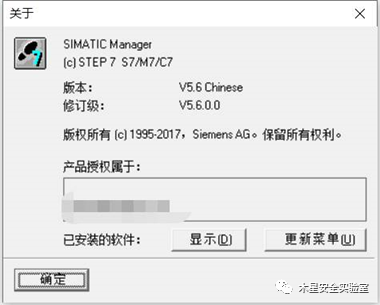 关于
SIMATIC Manager
(c) STEP 7 S7/M7/C7
版本： V5.6 Chinese
修订级： V5.6.0.0
版权所有 (c) 1995-2017，Siemens AG。保留所有权利。
产品授权属于：
已安装的软件： 显示(D) 更新菜单(U)
确定
木星安全实验室